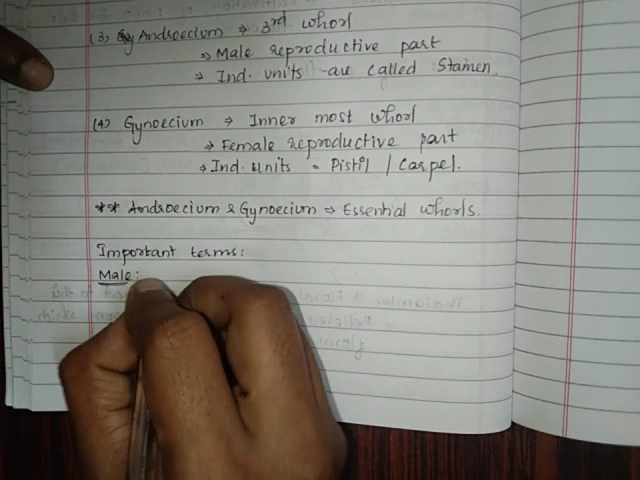 (3) Androecium ⇒ 3rd whorl
⇒ Male reproductive part
⇒ Ind. units are called Stamen.
(4) Gynoecium ⇒ Inner most whorl
⇒ Female reproductive part
⇒ Ind. units = Pistil / Carpel.
** Androecium & Gynoecium ⇒ Essential whorls.
Important terms:
Male: